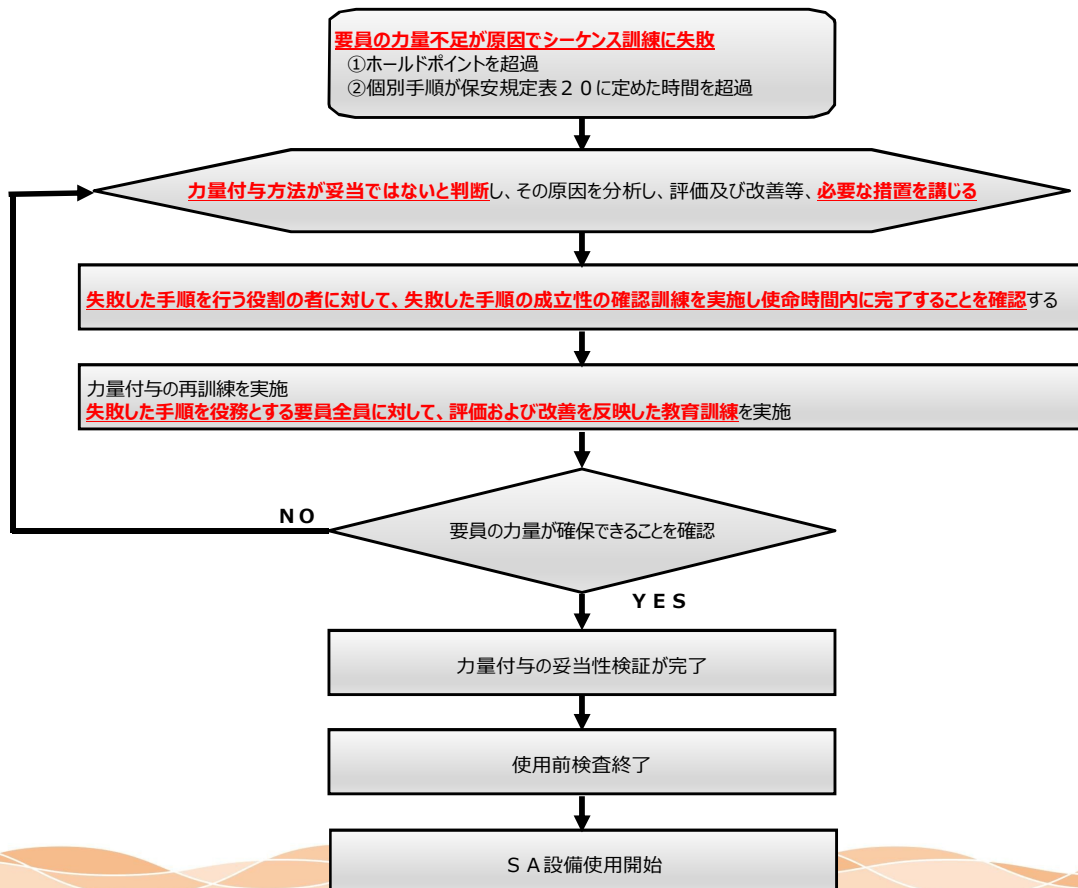 要員の力量不足が原因でシーケンス訓練に失敗
①ホールドポイントを超過
②個別手順が保安規定表２０に定めた時間を超過
力量付与方法が妥当ではないと判断し、その原因を分析し、評価及び改善等、必要な措置を講じる
失敗した手順を行う役割の者に対して、失敗した手順の成立性の確認訓練を実施し使命時間内に完了することを確認する
力量付与の再訓練を実施
失敗した手順を役務とする要員全員に対して、評価および改善を反映した教育訓練を実施
ＮＯ
要員の力量が確保できることを確認
ＹＥＳ
力量付与の妥当性検証が完了
使用前検査終了
ＳＡ設備使用開始